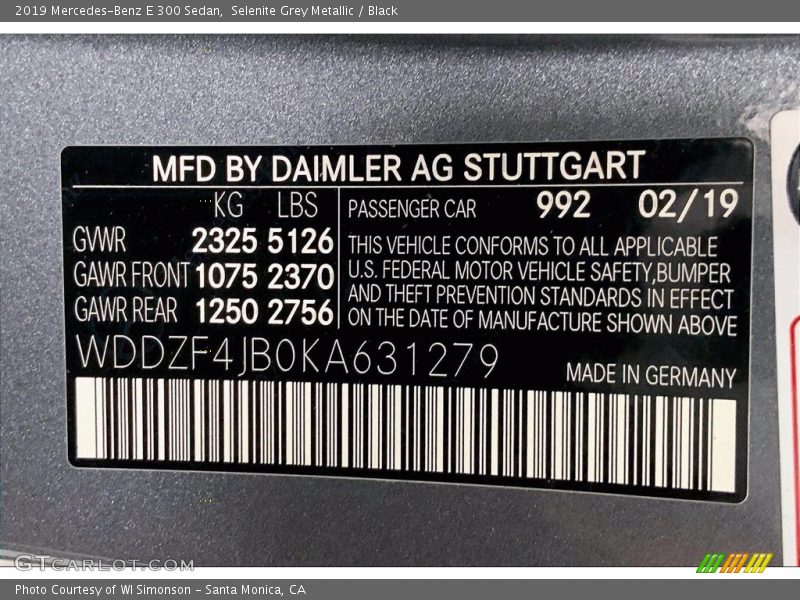 2019 Mercedes-Benz E 300 Sedan, Selenite Grey Metallic / Black
MFD BY DAIMLER AG STUTTGART
KG LBS
GVWR 2325 5126
GAWR FRONT 1075 2370
GAWR REAR 1250 2756
PASSENGER CAR 992 02/19
THIS VEHICLE CONFORMS TO ALL APPLICABLE
U.S. FEDERAL MOTOR VEHICLE SAFETY, BUMPER
AND THEFT PREVENTION STANDARDS IN EFFECT
ON THE DATE OF MANUFACTURE SHOWN ABOVE
WDDZF4JB0KA631279
MADE IN GERMANY
GTCARLOT.COM
Photo Courtesy of WI Simonson - Santa Monica, CA